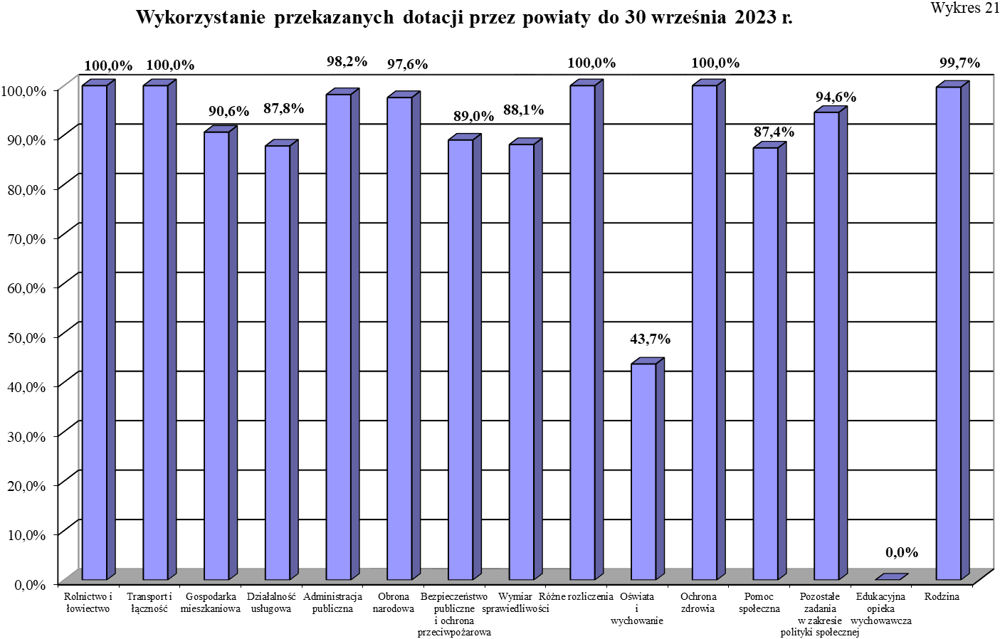 Wykres 21
Wykorzystanie przekazanych dotacji przez powiaty do 30 września 2023 r.
100,0%
100,0%
90,6%
87,8%
98,2%
97,6%
89,0%
88,1%
100,0%
43,7%
100,0%
87,4%
94,6%
0,0%
99,7%
100,0%
90,0%
80,0%
70,0%
60,0%
50,0%
40,0%
30,0%
20,0%
10,0%
0,0%
Rolnictwo i
łowiectwo
Transport i
łączność
Gospodarka
mieszkaniowa
Działalność
usługowa
Administracja
publiczna
Obrona
narodowa
Bezpieczeństwo
publiczne
i ochrona
przeciwpożarowa
Wymiar
sprawiedliwości
Różne rozliczenia
Oświata
i
wychowanie
Ochrona
zdrowia
Pomoc
społeczna
Pozostałe
zadania
w zakresie
polityki społecznej
Edukacyjna
opieka
wychowawcza
Rodzina